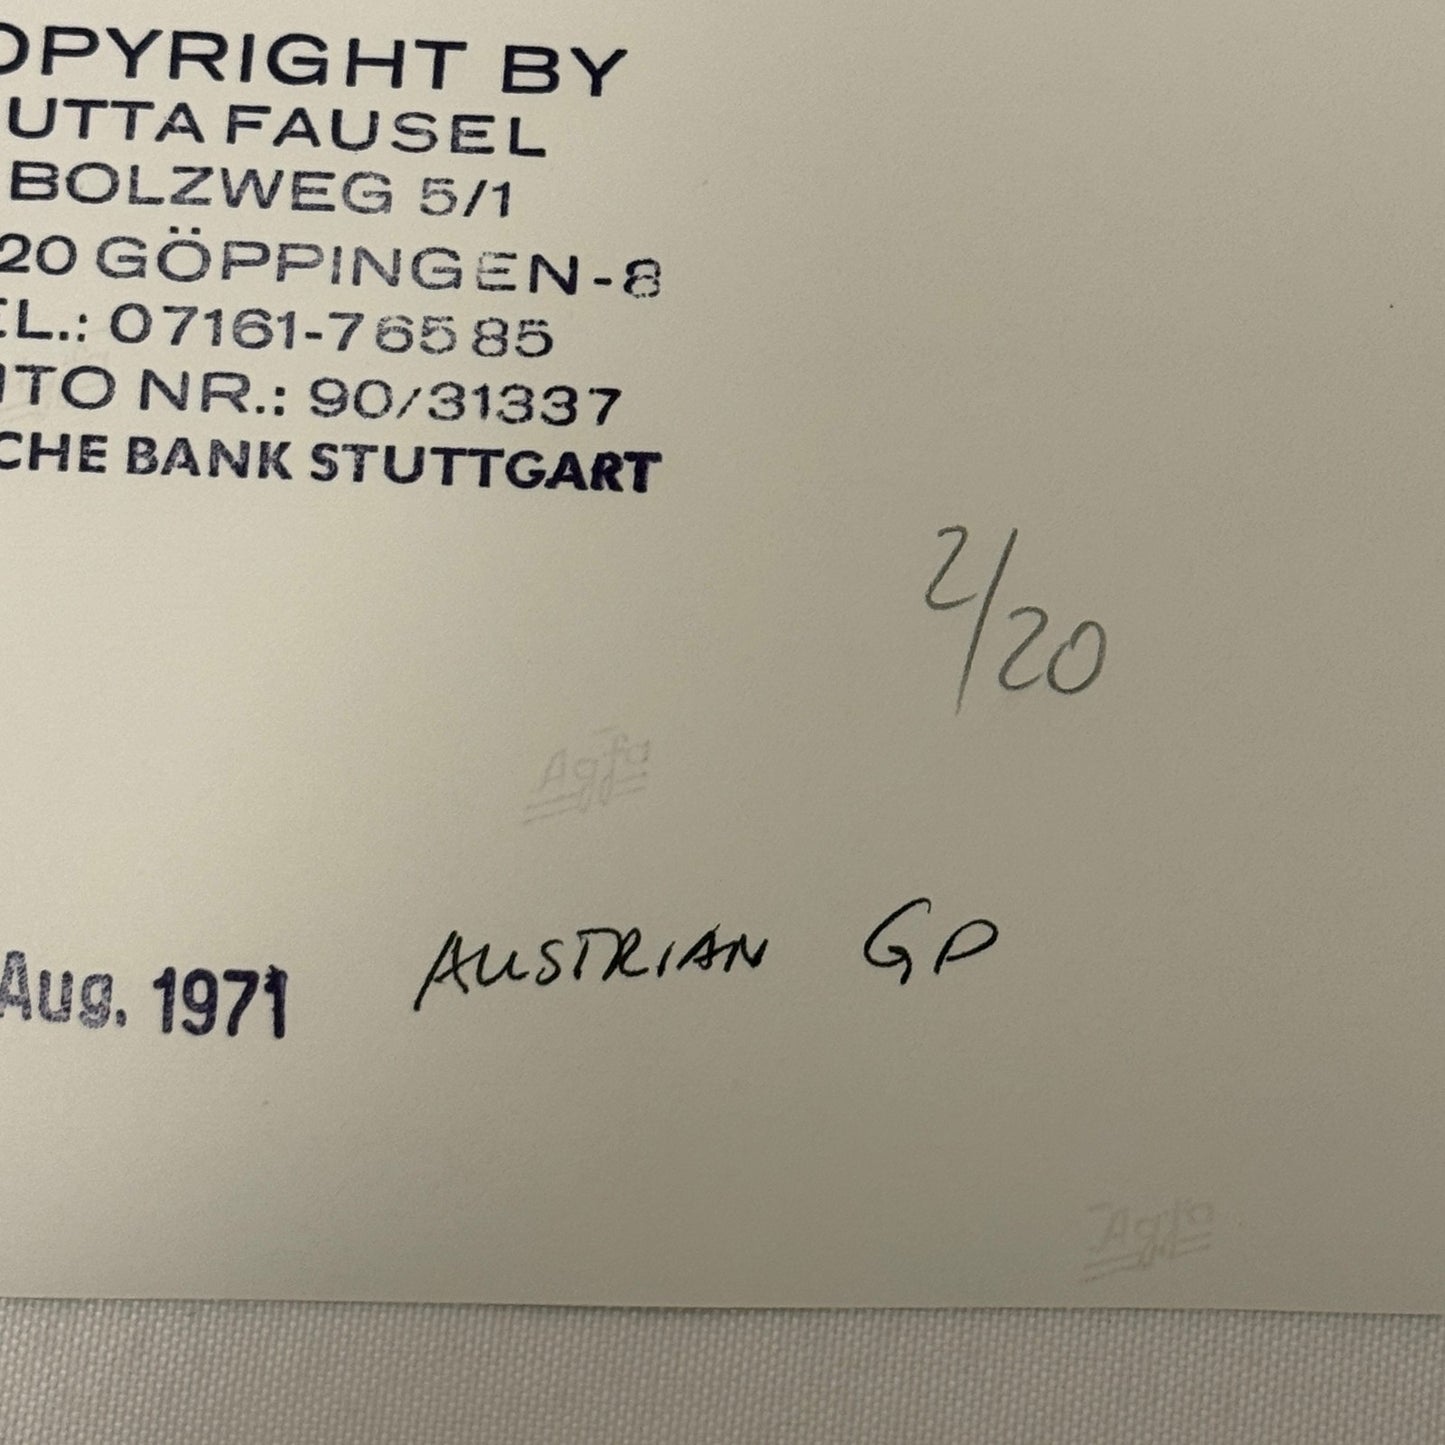 OPYRIGHT BY
UTTA FAUSEL
BOLZWEG 5/1
20 GÖPPINGEN-8
EL.: 07161-76585
NTO NR.: 90/31337
CHE BANK STUTTGART
2/20
Agfa
Aug. 1971 AUSTRIAN GP
Agfa